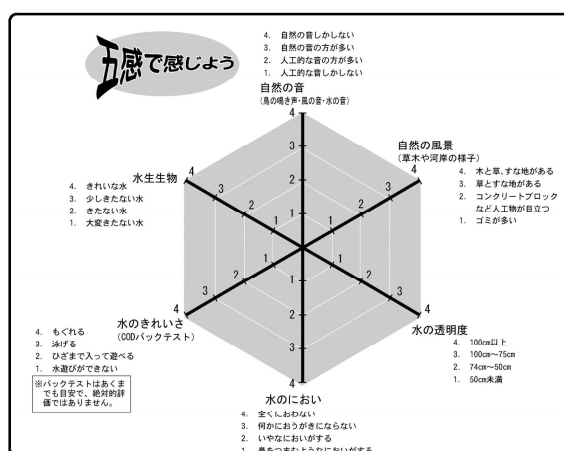 五感で感じよう
4. 自然の音しかしない
3. 自然の音の方が多い
2. 人工的な音の方が多い
1. 人工的な音しかしない
自然の音
(鳥の鳴き声・風の音・水の音)
自然の風景
(草木や河岸の様子)
4. 木と草、すな地がある
3. 草とすな地がある
2. コンクリートブロック
など人工物が目立つ
1. ゴミが多い
水の透明度
4. 100cm以上
3. 100cm~75cm
2. 74cm~50cm
1. 50cm未満
水のにおい
4. 全くにおわない
3. 何かにおうがきにならない
2. いやなにおいがする
1. 鼻をつまむようなにおいがする
水のきれいさ
(CODパックテスト)
4. もぐれる
3. 泳げる
2. ひざまで入って遊べる
1. 水遊びができない
※パックテストはあくま
でも目安で、絶対的評
価ではありません。
水生生物
4. きれいな水
3. 少しきたない水
2. きたない水
1. 大変きたない水
4
3
2
1
4
3
2
1
4
3
2
1
4
3
2
1
4
3
2
1
4
3
2
1